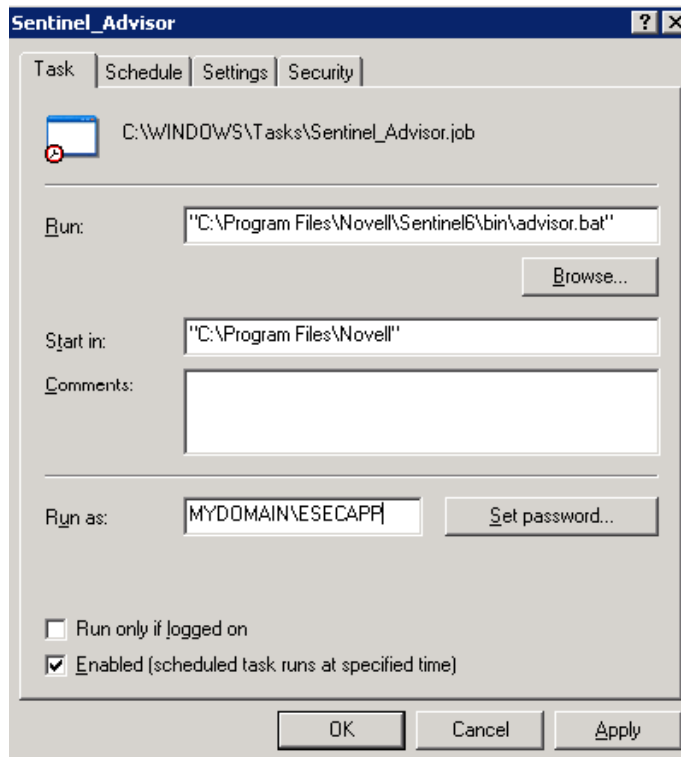 Sentinel_Advisor
Task Schedule Settings Security
C:\WINDOWS\Tasks\Sentinel_Advisor.job
Run: "C:\Program Files\Novell\Sentinel6\bin\advisor.bat"
Browse...
Start in: "C:\Program Files\Novell"
Comments:
Run as: MYDOMAIN\ESECAPP Set password...
Run only if logged on
Enabled (scheduled task runs at specified time)
OK Cancel Apply